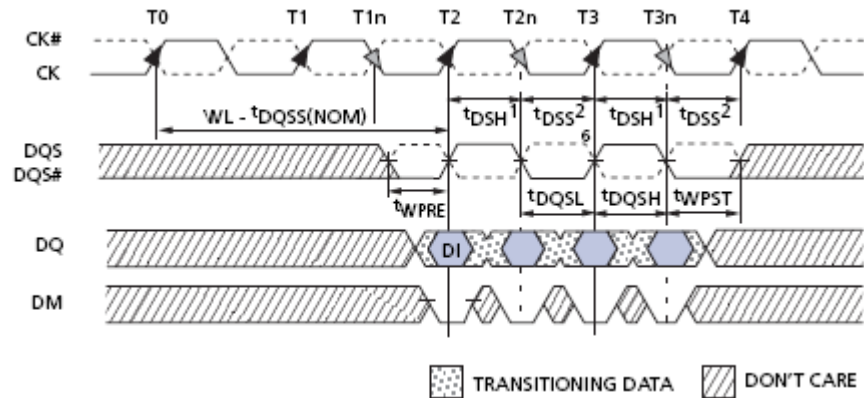 T0 T1 T1n T2 T2n T3 T3n T4
CK#
CK
WL - tDQSS(NOM) tDSH1 tDSS2 tDSH1 tDSS2
6
DQS
DQS#
tWPRE tDQSL tDQSH tWPST
DQ DI
DM
TRANSITIONING DATA DON'T CARE